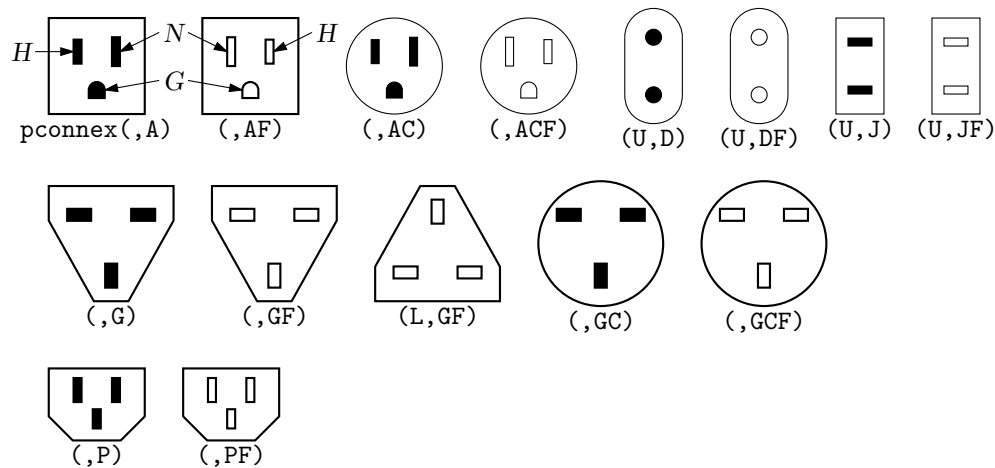 H N H
G
pconnex(,A) (,AF) (,AC) (,ACF) (U,D) (U,DF) (U,J) (U,JF)
(,G) (,GF) (L,GF) (,GC) (,GCF)
(,P) (,PF)